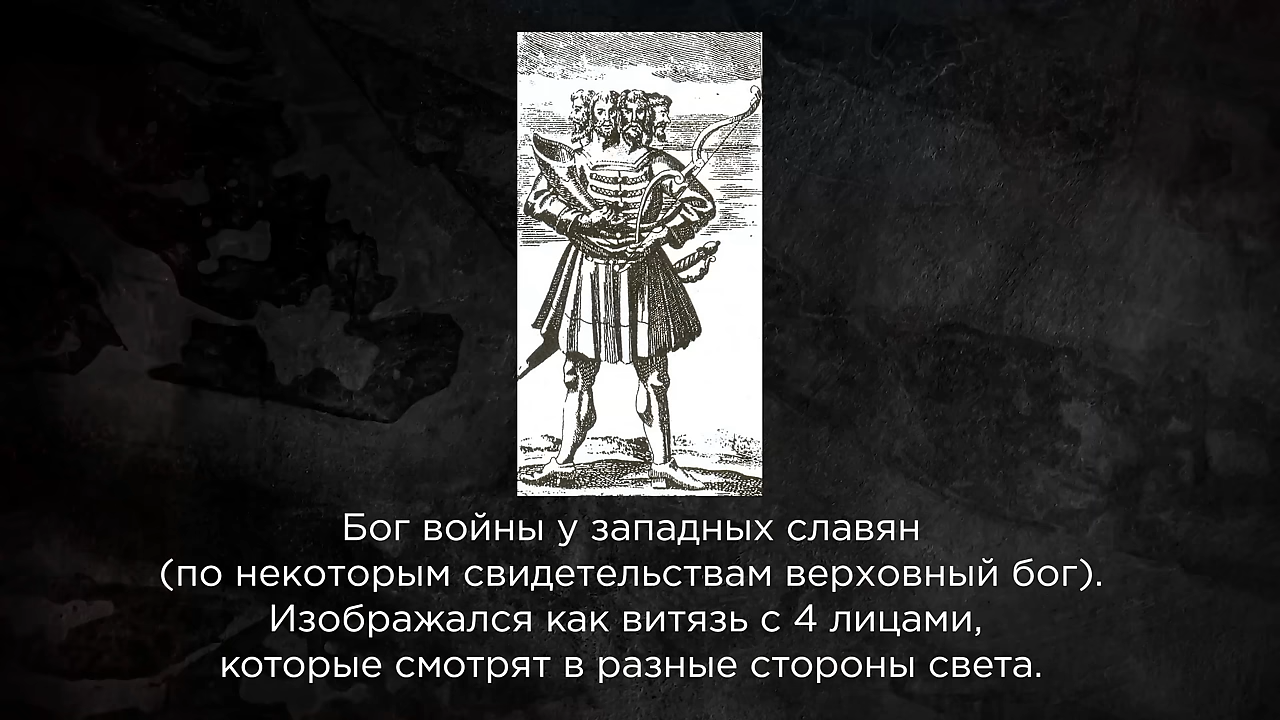 Бог войны у западных славян
(по некоторым свидетельствам верховный бог).
Изображался как витязь с 4 лицами,
которые смотрят в разные стороны света.